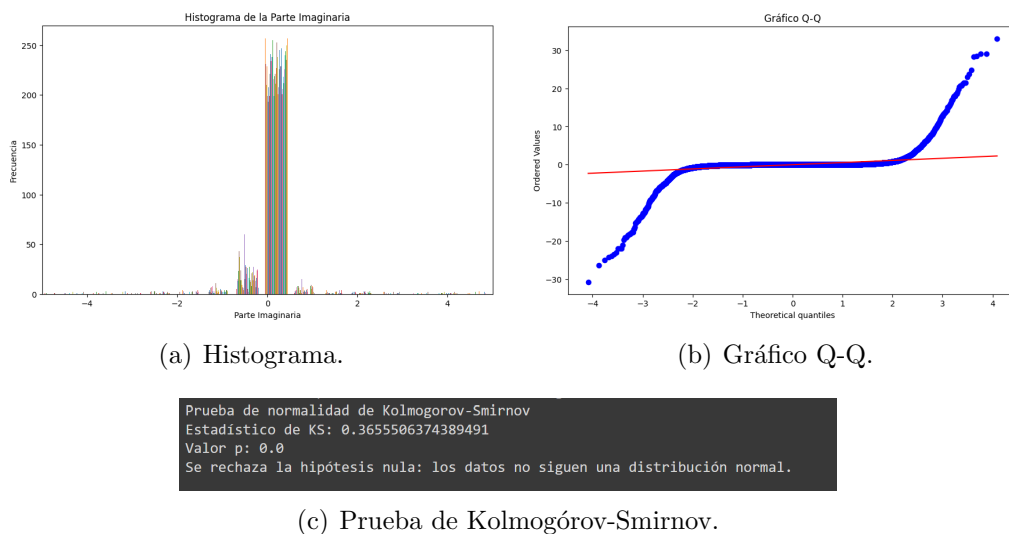 Histograma de la Parte Imaginaria
250
200
150
100
50
0
Frecuencia
−4
−2
0
2
4
Parte Imaginaria
(a) Histograma.
Gráfico Q-Q
30
20
10
0
−10
−20
−30
Ordered Values
−4
−3
−2
−1
0
1
2
3
4
Theoretical quantiles
(b) Gráfico Q-Q.
Prueba de normalidad de Kolmogorov-Smirnov
Estadístico de KS: 0.3655506374389491
Valor p: 0.0
Se rechaza la hipótesis nula: los datos no siguen una distribución normal.
(c) Prueba de Kolmogórov-Smirnov.